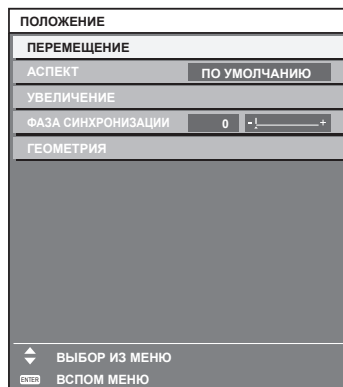 ПОЛОЖЕНИЕ
ПЕРЕМЕЩЕНИЕ
АСПЕКТ ПО УМОЛЧАНИЮ
УВЕЛИЧЕНИЕ
ФАЗА СИНХРОНИЗАЦИИ 0 - +
ГЕОМЕТРИЯ
ВЫБОР ИЗ МЕНЮ
ENTER ВСПОМ МЕНЮ